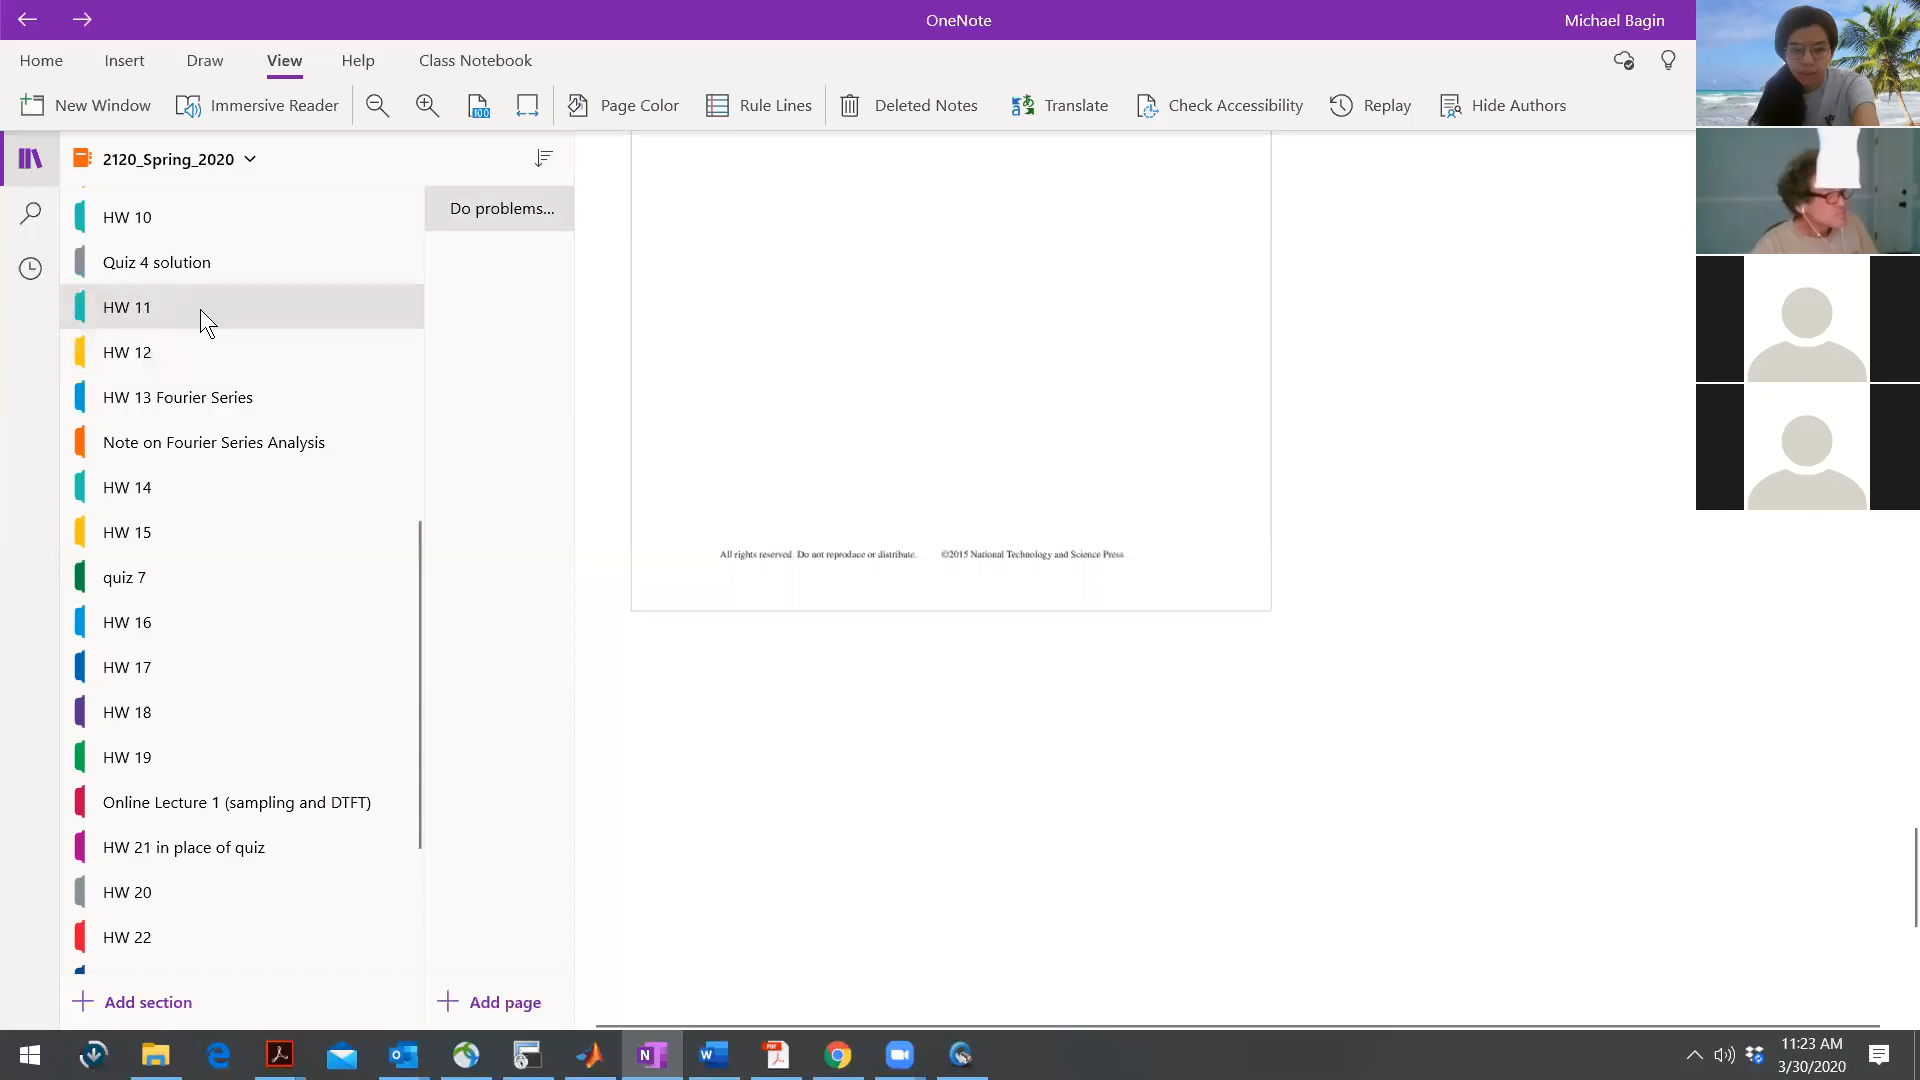 OneNote
Michael Bagin
Home Insert Draw View Help Class Notebook
New Window Immersive Reader 100 Page Color Rule Lines Deleted Notes Translate Check Accessibility Replay Hide Authors
2120_Spring_2020
Do problems...
HW 10
Quiz 4 solution
HW 11
HW 12
HW 13 Fourier Series
Note on Fourier Series Analysis
HW 14
HW 15
quiz 7
HW 16
HW 17
HW 18
HW 19
Online Lecture 1 (sampling and DTFT)
HW 21 in place of quiz
HW 20
HW 22
Add section
Add page
All rights reserved. Do not reproduce or distribute. ©2015 National Technology and Science Press
11:23 AM
3/30/2020